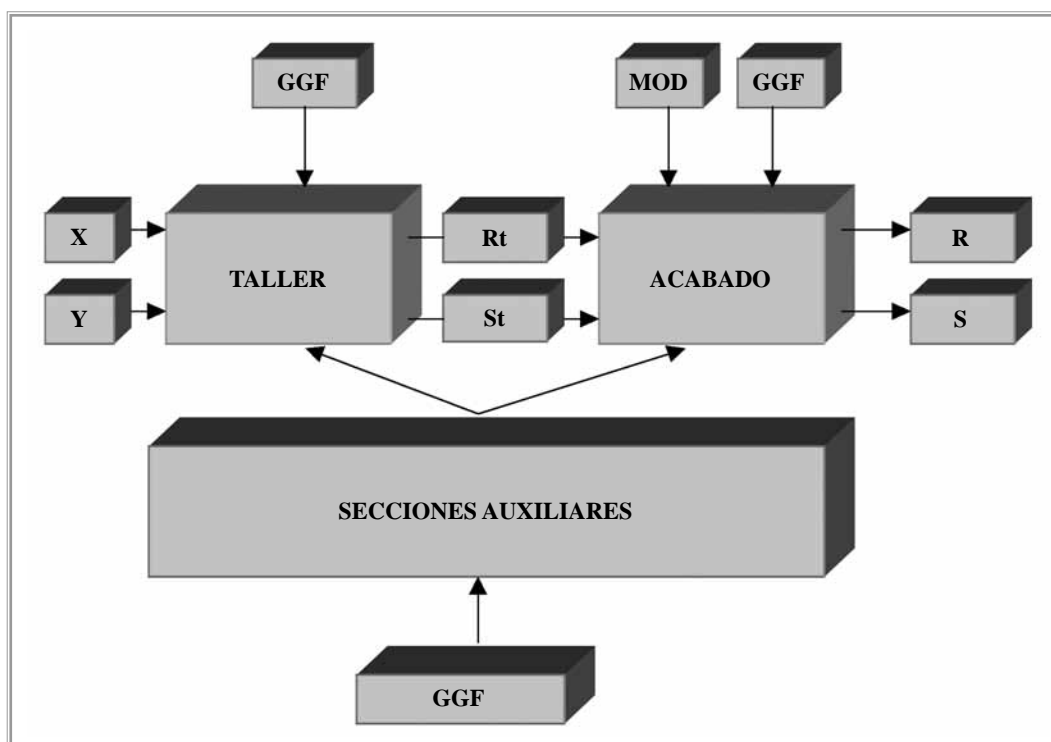 GGF
MOD
GGF
X
Rt
R
TALLER
ACABADO
Y
St
S
SECCIONES AUXILIARES
GGF